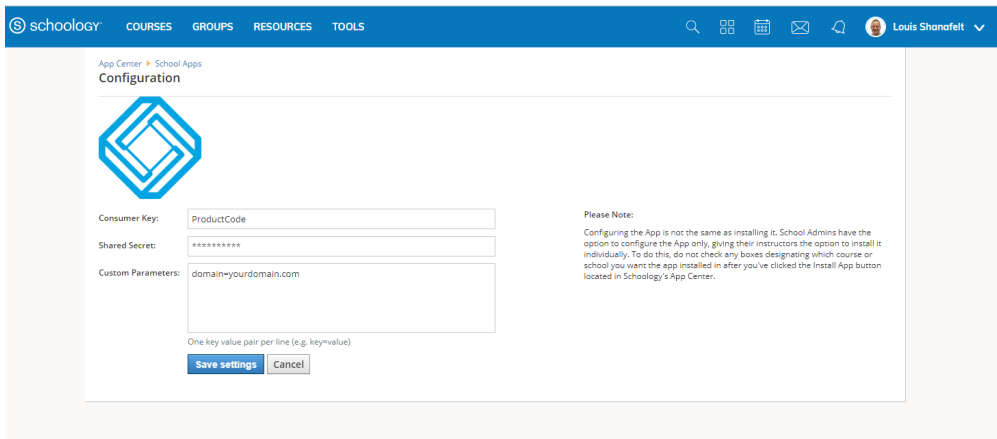 schoology COURSES GROUPS RESOURCES TOOLS Louis Shanafelt
App Center School Apps
Configuration
Consumer Key: ProductCode
Shared Secret: **********
Custom Parameters: domain=yourdomain.com
One key value pair per line (e.g. key=value)
Save settings Cancel
Please Note:
Configuring the App is not the same as installing it. School Admins have the
option to configure the App only, giving their instructors the option to install it
individually. To do this, do not check any boxes designating which course or
school you want the app installed in after you've clicked the Install App button
located in Schoology's App Center.